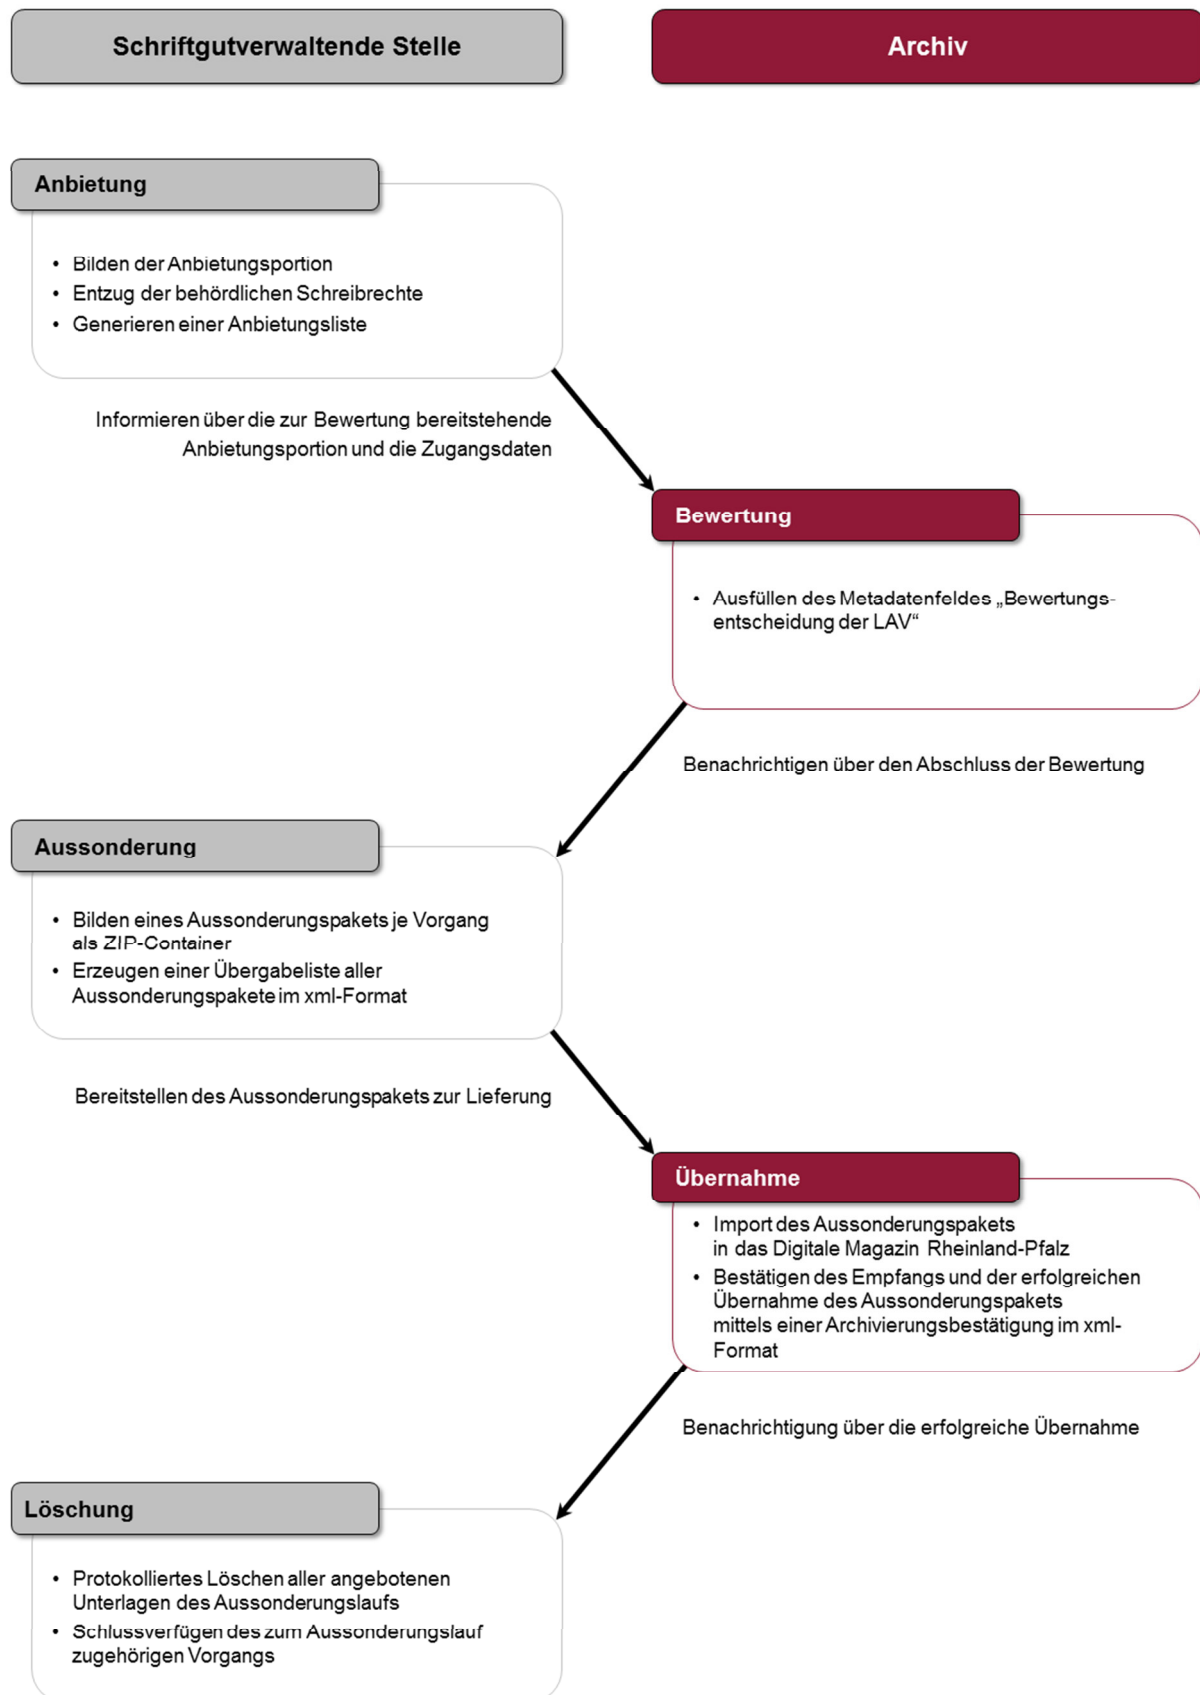 Schriftgutverwaltende Stelle
Archiv
Anbietung
• Bilden der Anbietungsportion
• Entzug der behördlichen Schreibrechte
• Generieren einer Anbietungsliste
Informieren über die zur Bewertung bereitstehende
Anbietungsportion und die Zugangsdaten
Bewertung
• Ausfüllen des Metadatenfeldes „Bewertungs-
entscheidung der LAV“
Benachrichtigen über den Abschluss der Bewertung
Aussonderung
• Bilden eines Aussonderungspakets je Vorgang
als ZIP-Container
• Erzeugen einer Übergabeliste aller
Aussonderungspakete im xml-Format
Bereitstellen des Aussonderungspakets zur Lieferung
Übernahme
• Import des Aussonderungspakets
in das Digitale Magazin Rheinland-Pfalz
• Bestätigen des Empfangs und der erfolgreichen
Übernahme des Aussonderungspakets
mittels einer Archivierungsbestätigung im xml-
Format
Benachrichtigung über die erfolgreiche Übernahme
Löschung
• Protokolliertes Löschen aller angebotenen
Unterlagen des Aussonderungslaufs
• Schlussverfügen des zum Aussonderungslauf
zugehörigen Vorgangs